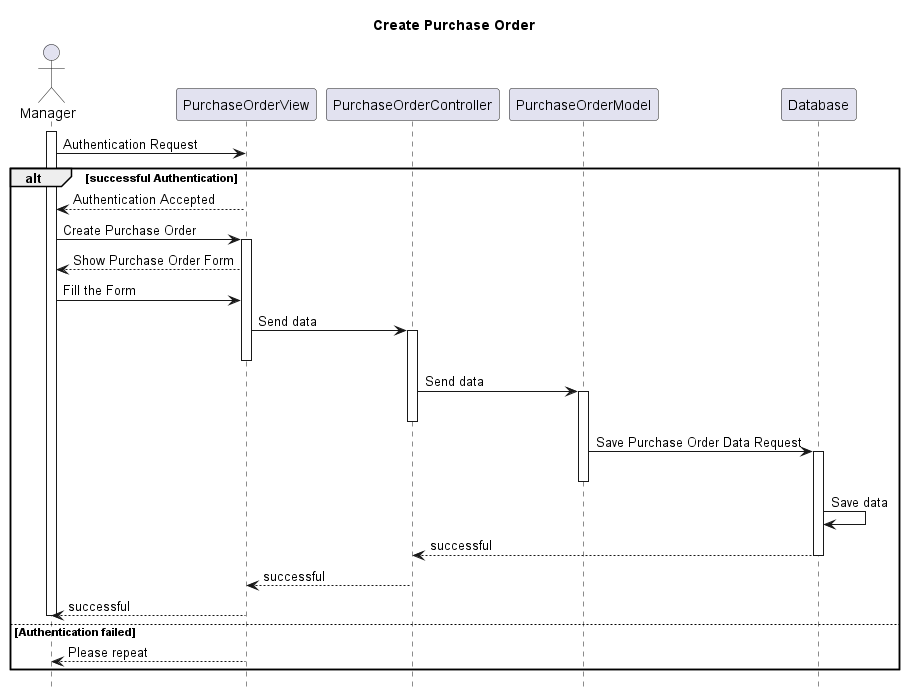 Create Purchase Order
Manager
PurchaseOrderView
PurchaseOrderController
PurchaseOrderModel
Database
Authentication Request
alt
[successful Authentication]
Authentication Accepted
Create Purchase Order
Show Purchase Order Form
Fill the Form
Send data
Send data
Save Purchase Order Data Request
Save data
successful
successful
successful
[Authentication failed]
Please repeat